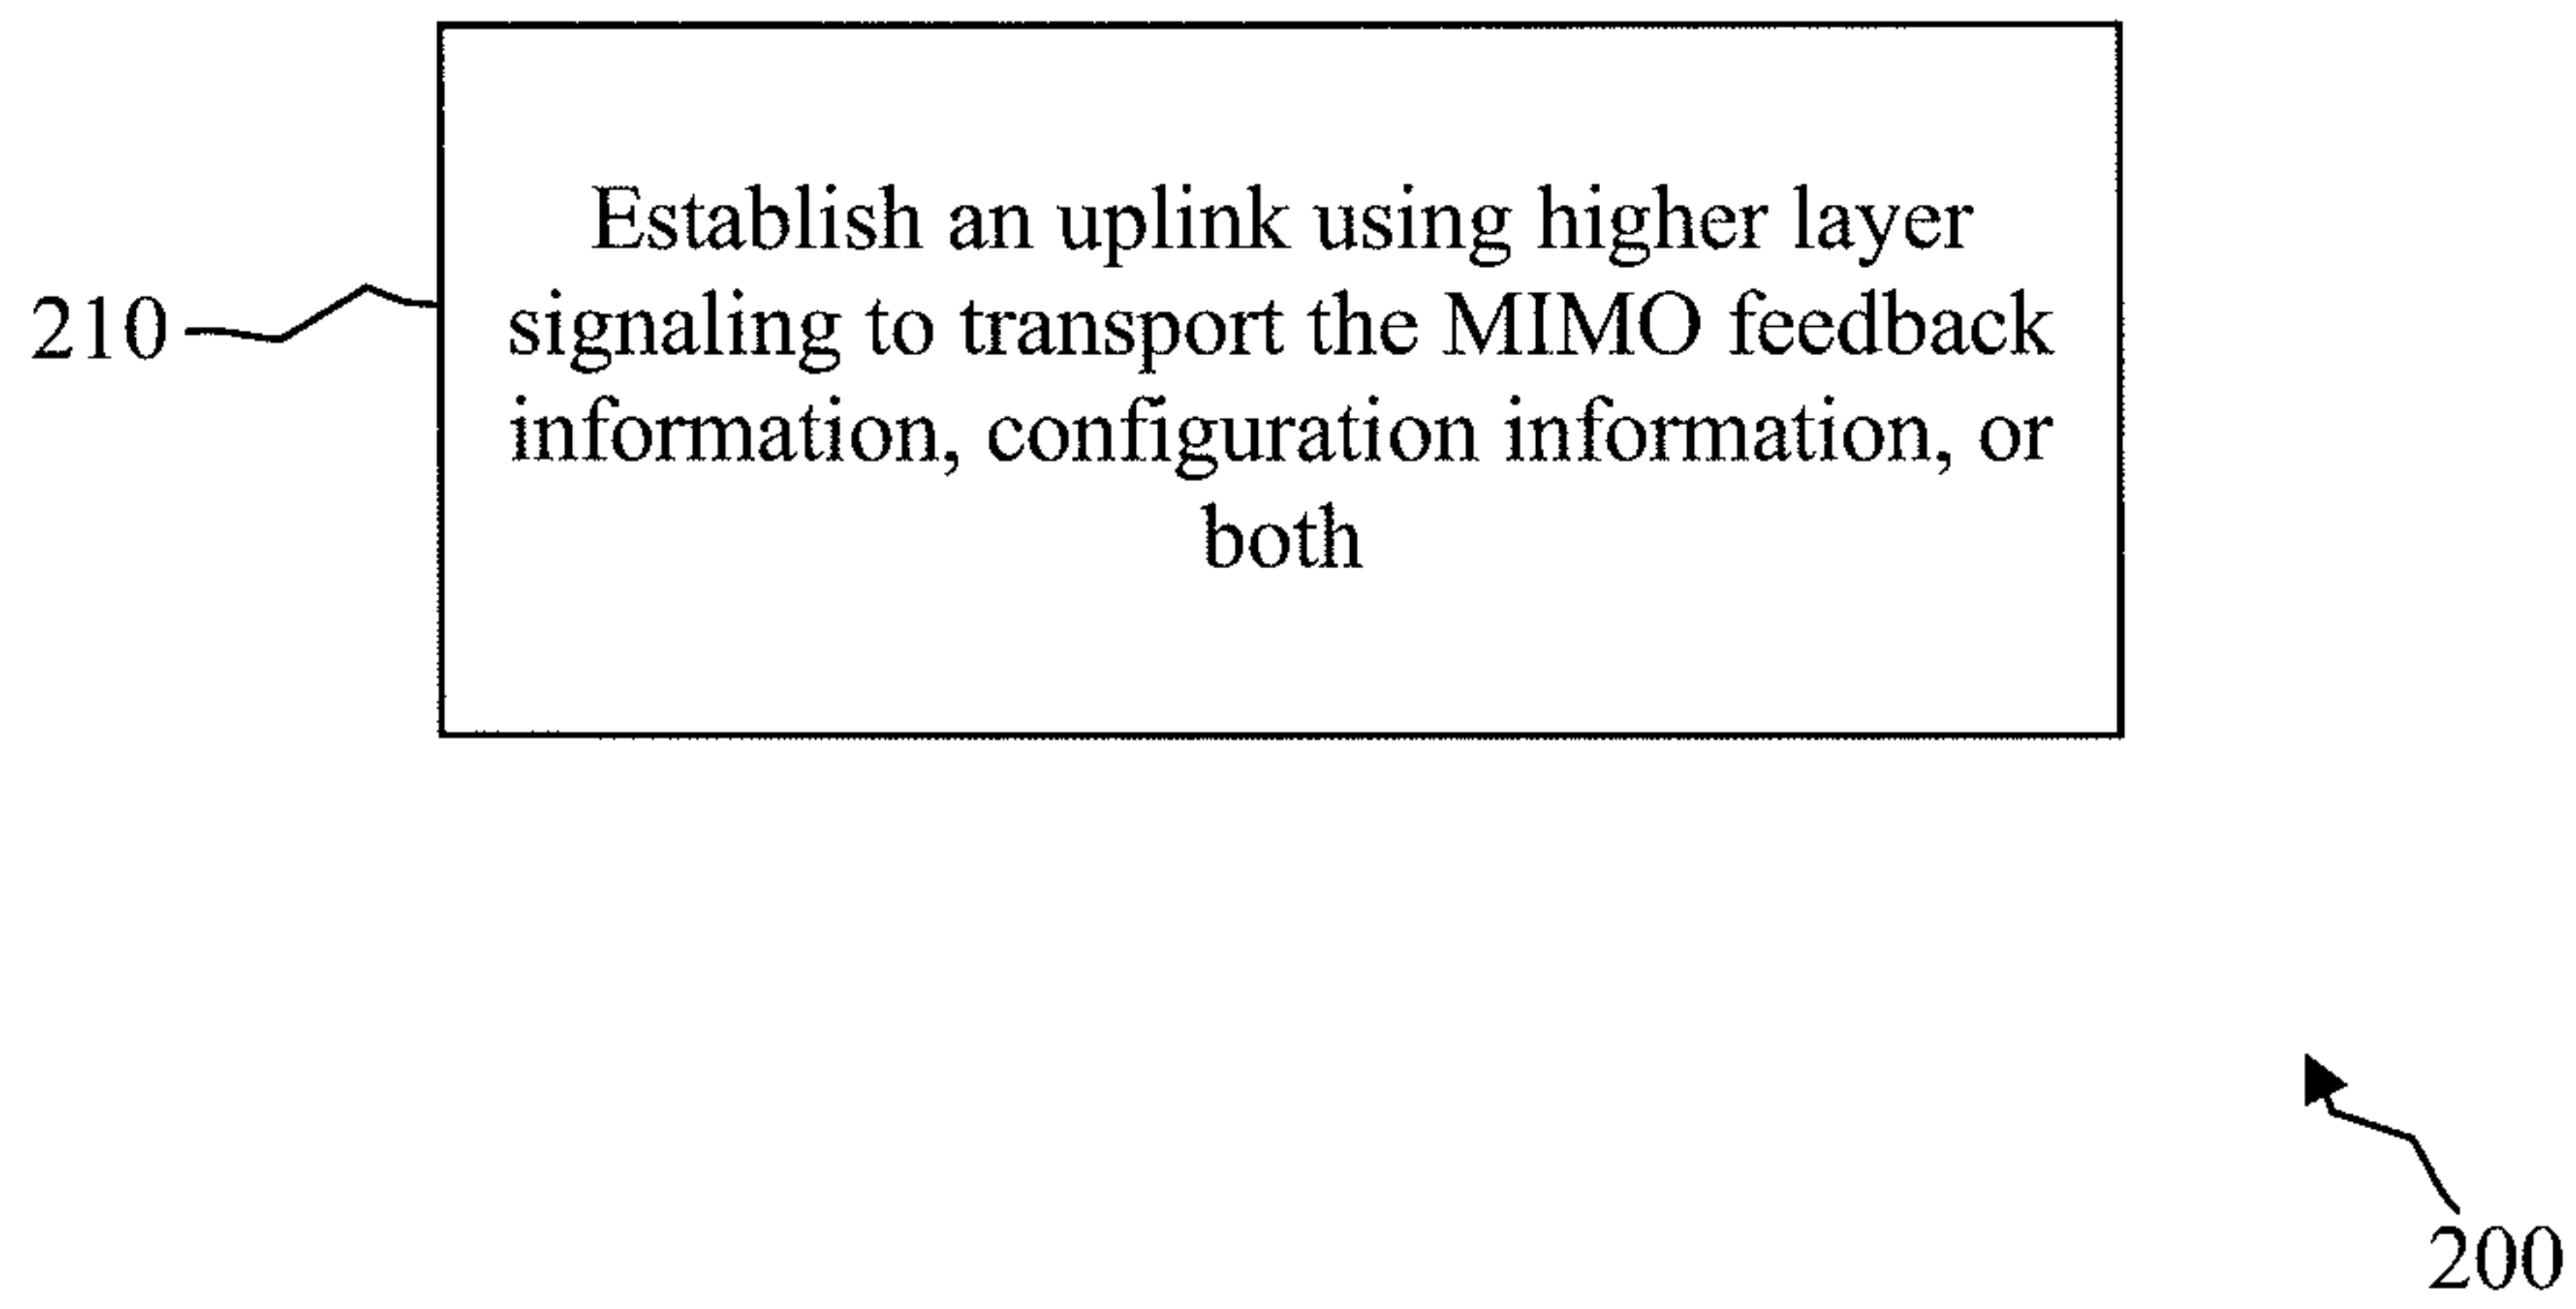 Establish an uplink using higher layer
signaling to transport the MIMO feedback
information, configuration information, or
both
210
200